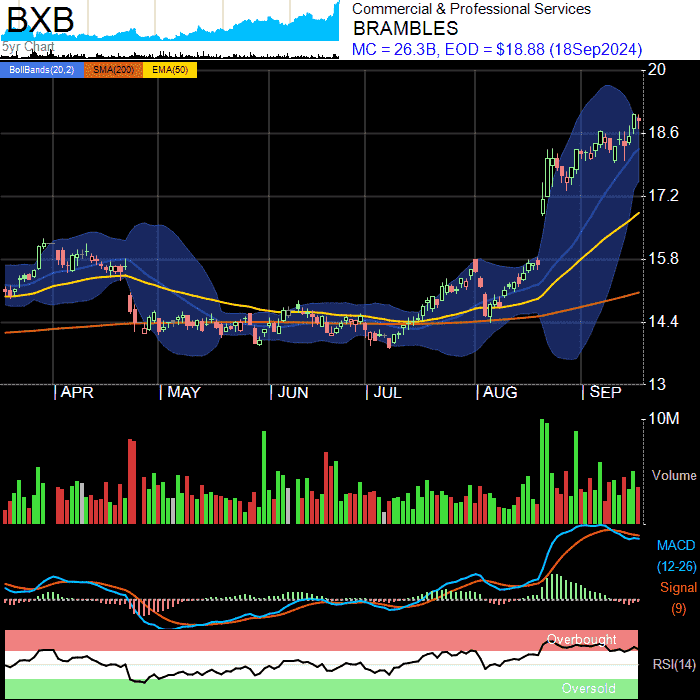 BXB
5yr Chart
Commercial & Professional Services
BRAMBLES
MC = 26.3B, EOD = $18.88 (18Sep2024)
BollBands(20,2) SMA(200) EMA(50)
20
18.6
17.2
15.8
14.4
13
APR MAY JUN JUL AUG SEP
10M
Volume
MACD
(12-26)
Signal
(9)
Overbought
RSI(14)
Oversold